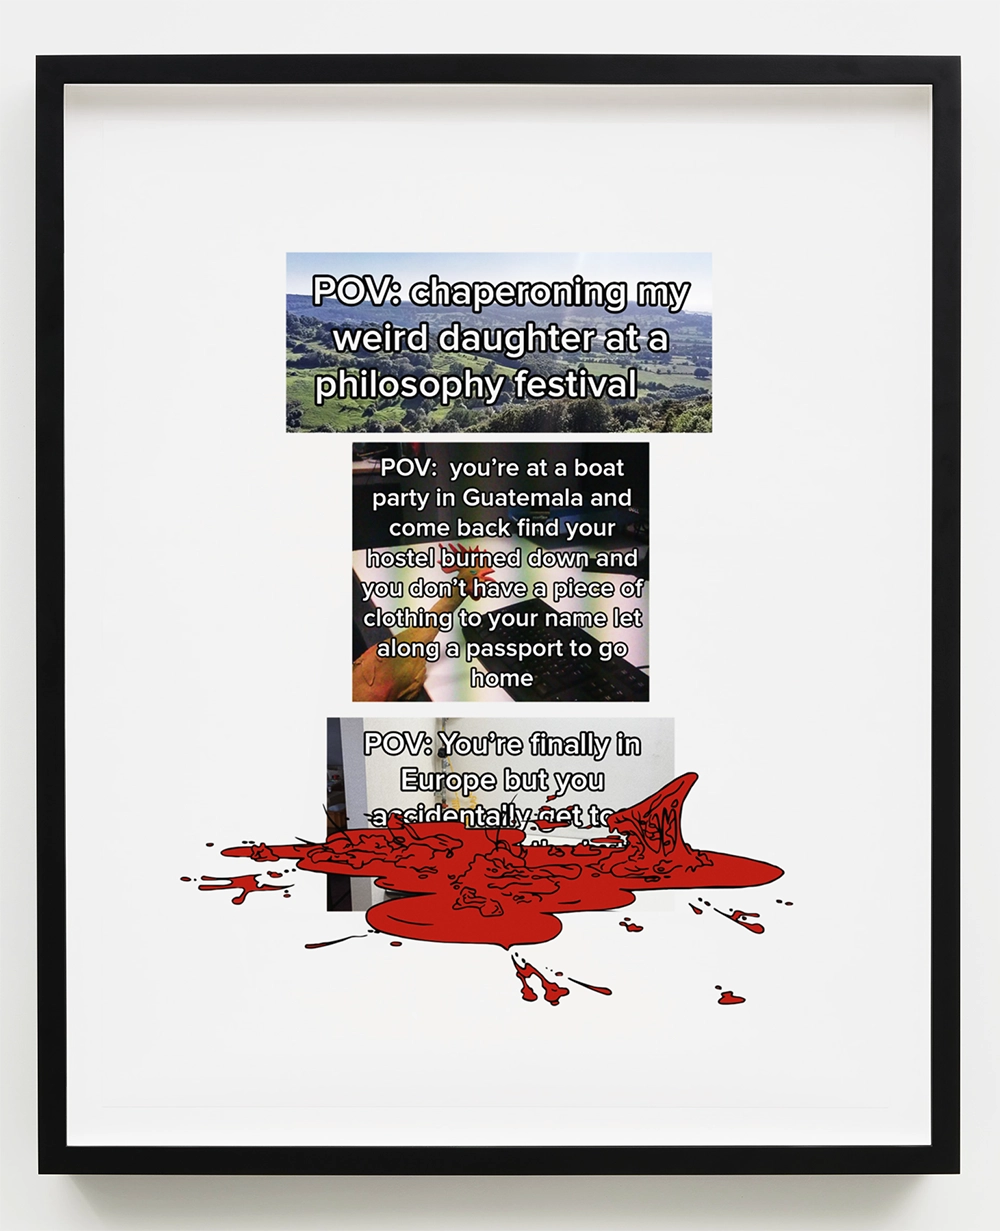 POV: chaperoning my
weird daughter at a
philosophy festival
POV: you’re at a boat
party in Guatemala and
come back find your
hostel burned down and
you don’t have a piece of
clothing to your name let
along a passport to go
home
POV: You’re finally in
Europe but you
accidentally get